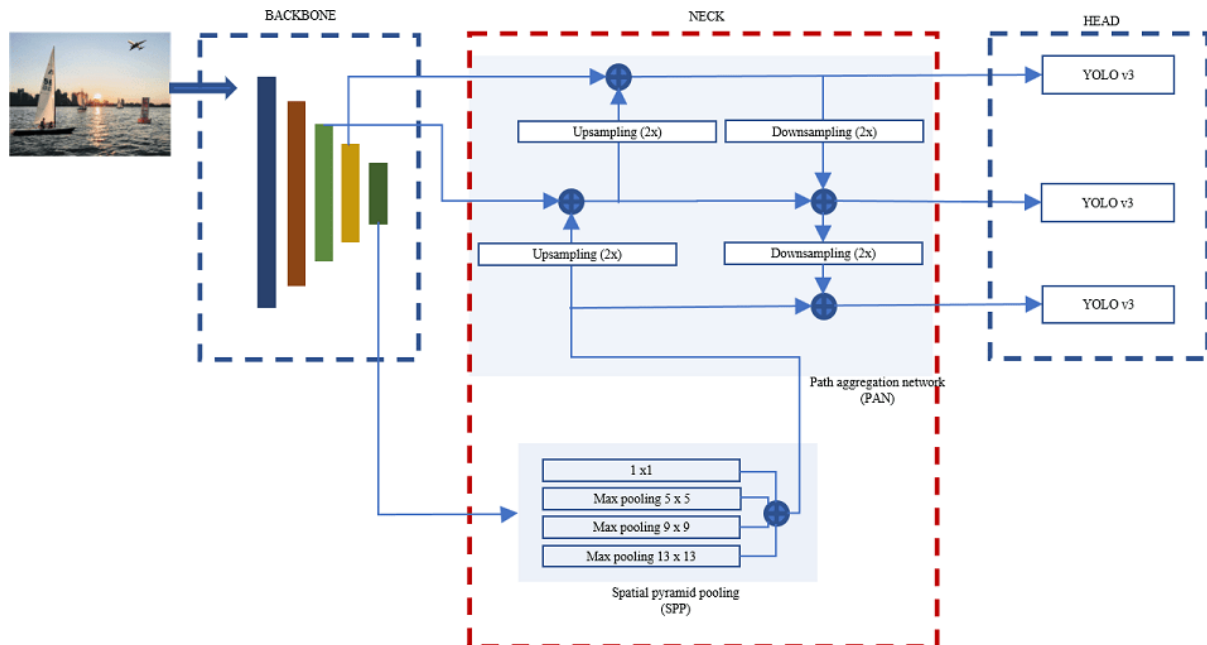 BACKBONE
NECK
HEAD
YOLO v3
Upsampling (2x)
Downsampling (2x)
YOLO v3
Upsampling (2x)
Downsampling (2x)
YOLO v3
Path aggregation network
(PAN)
1 x1
Max pooling 5 x 5
Max pooling 9 x 9
Max pooling 13 x 13
Spatial pyramid pooling
(SPP)